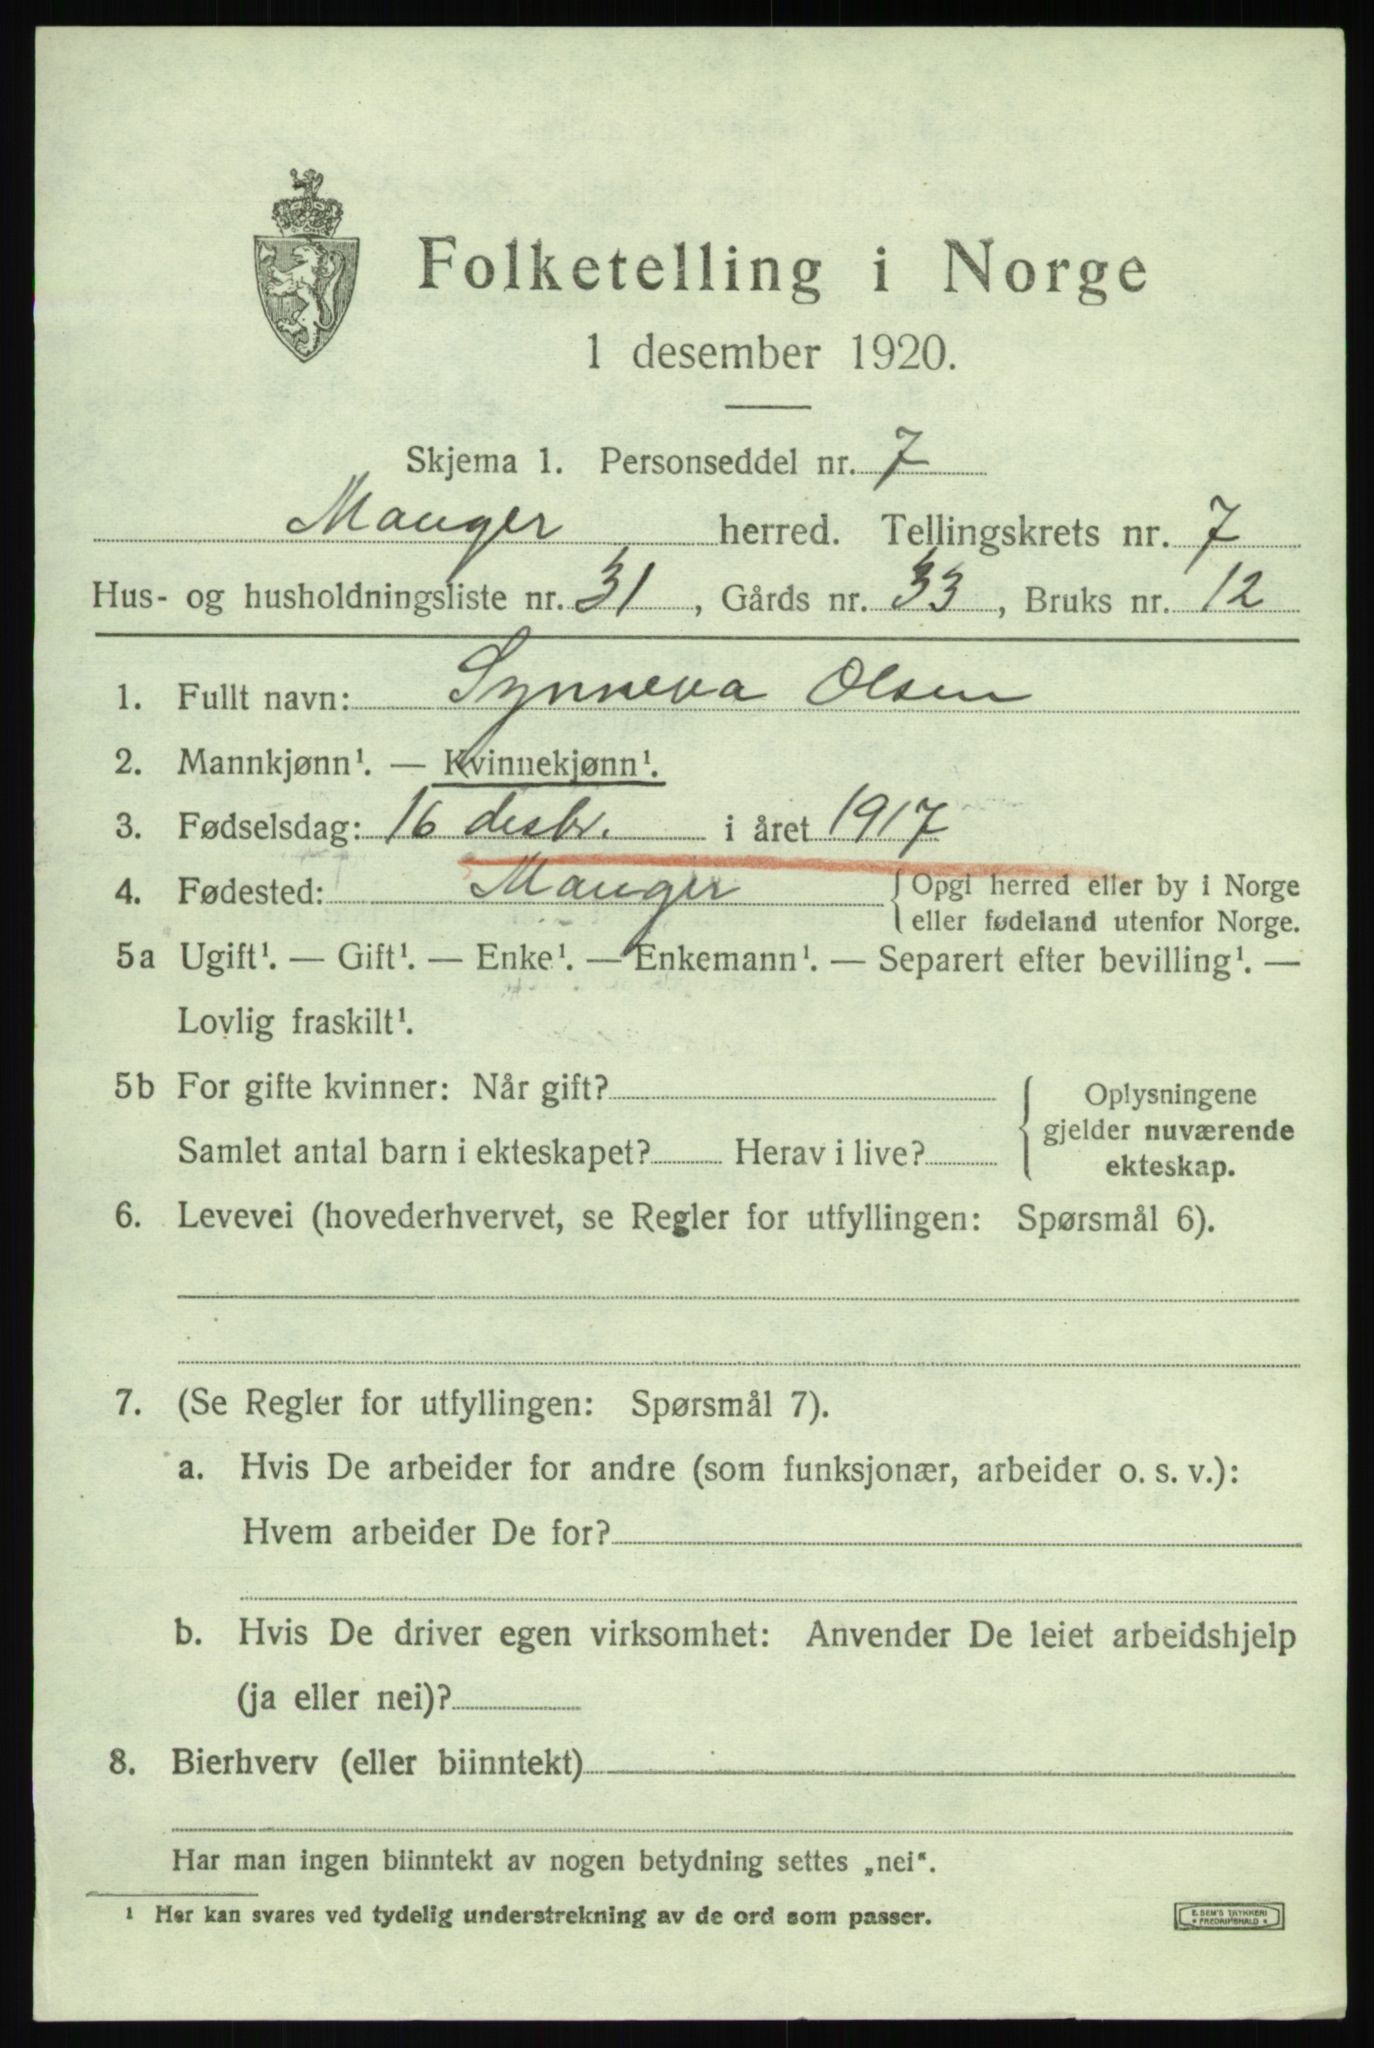 Folketelling i Norge
1 desember 1920.
Skjema 1. Personseddel nr. 7
Manger herred. Tellingskrets nr. 7
Hus- og husholdningsliste nr. 31, Gårds nr. 33, Bruks nr. 12
1. Fullt navn: Synneva Olsen
2. Mannkjønn¹. — Kvinnekjønn¹.
3. Fødselsdag: 16 desbr. i året 1917
4. Fødested: Manger { Opgi herred eller by i Norge
eller fødeland utenfor Norge.
5a Ugift¹. — Gift¹. — Enke¹. — Enkemann¹. — Separert efter bevilling¹. —
Lovlig fraskilt¹.
5b For gifte kvinner: Når gift?
Samlet antal barn i ekteskapet? Herav i live?
{ Oplysningene
gjelder nuværende
ekteskap.
6. Levevei (hovederhvervet, se Regler for utfyllingen: Spørsmål 6).
7. (Se Regler for utfyllingen: Spørsmål 7).
a. Hvis De arbeider for andre (som funksjonær, arbeider o. s. v.):
Hvem arbeider De for?
b. Hvis De driver egen virksomhet: Anvender De leiet arbeidshjelp
(ja eller nei)?
8. Bierhverv (eller biinntekt)
Har man ingen biinntekt av nogen betydning settes „nei“.
¹ Her kan svares ved tydelig understrekning av de ord som passer.
E. SEM'S TRYKKERI
* FREDRIKSHALD *